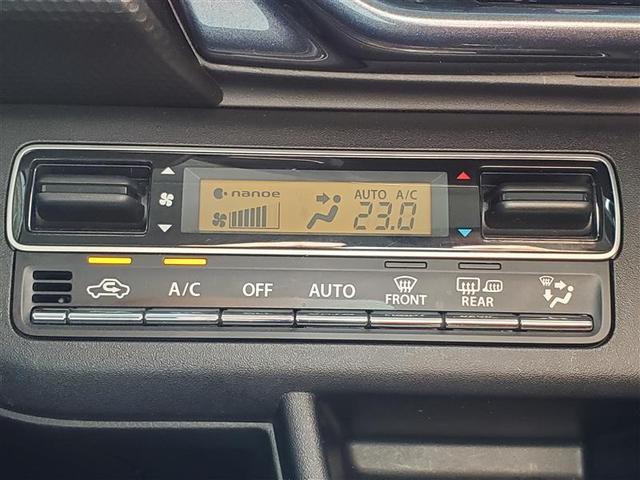 nanoe
AUTO A/C
23.0
A/C OFF AUTO FRONT REAR